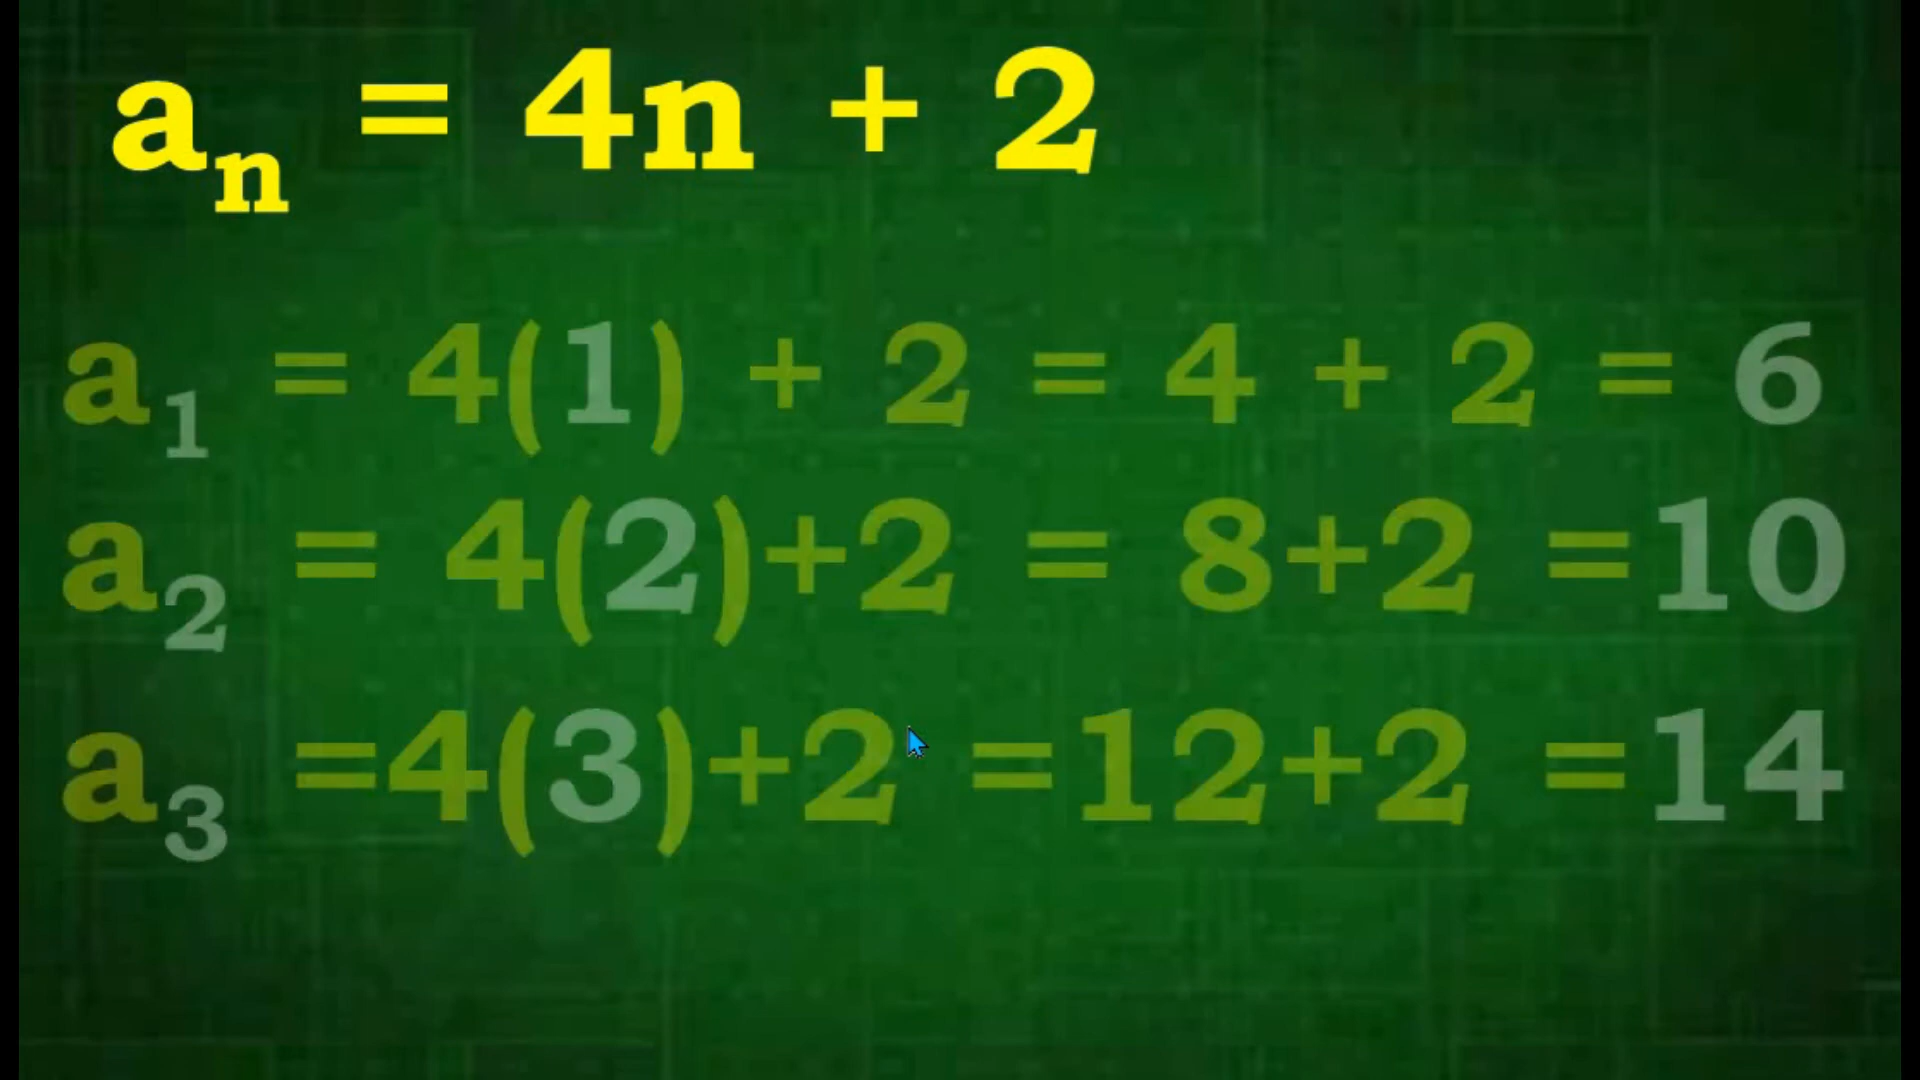 aₙ = 4n + 2
a₁ = 4(1) + 2 = 4 + 2 = 6
a₂ = 4(2)+2 = 8+2 =10
a₃ =4(3)+2 =12+2 =14